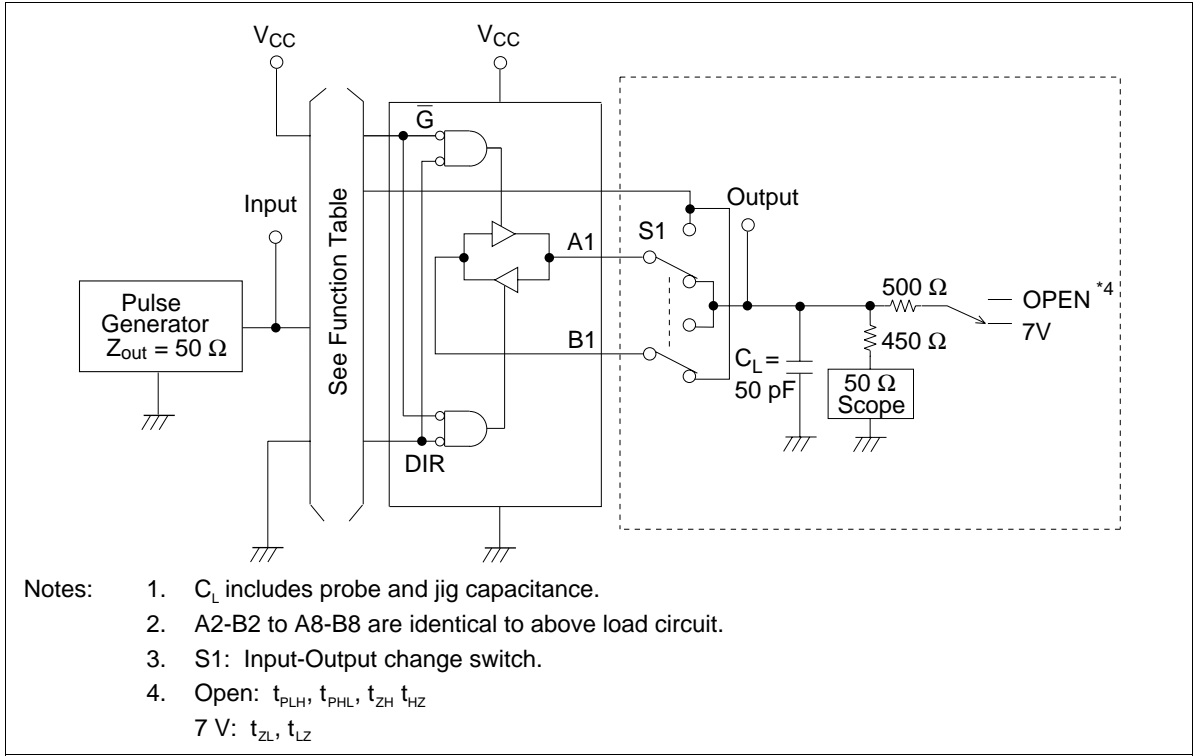 VCC
VCC
G̅
Input
See Function Table
Output
S1
A1
Pulse
Generator
Zout = 50 Ω
500 Ω
OPEN *4
7V
450 Ω
B1
CL =
50 pF
50 Ω
Scope
DIR
Notes: 1. CL includes probe and jig capacitance.
2. A2-B2 to A8-B8 are identical to above load circuit.
3. S1: Input-Output change switch.
4. Open: tPLH, tPHL, tZH tHZ
7 V: tZL, tLZ